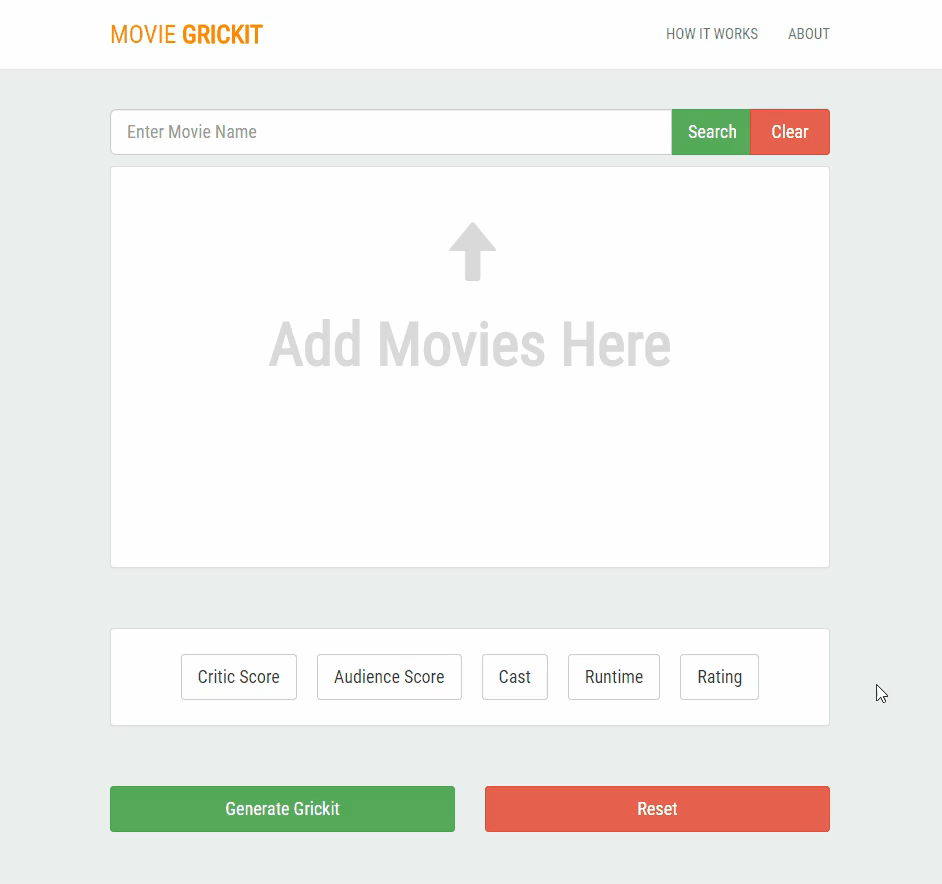 MOVIE GRICKIT
HOW IT WORKS ABOUT
Enter Movie Name Search Clear
Add Movies Here
Critic Score Audience Score Cast Runtime Rating
Generate Grickit Reset